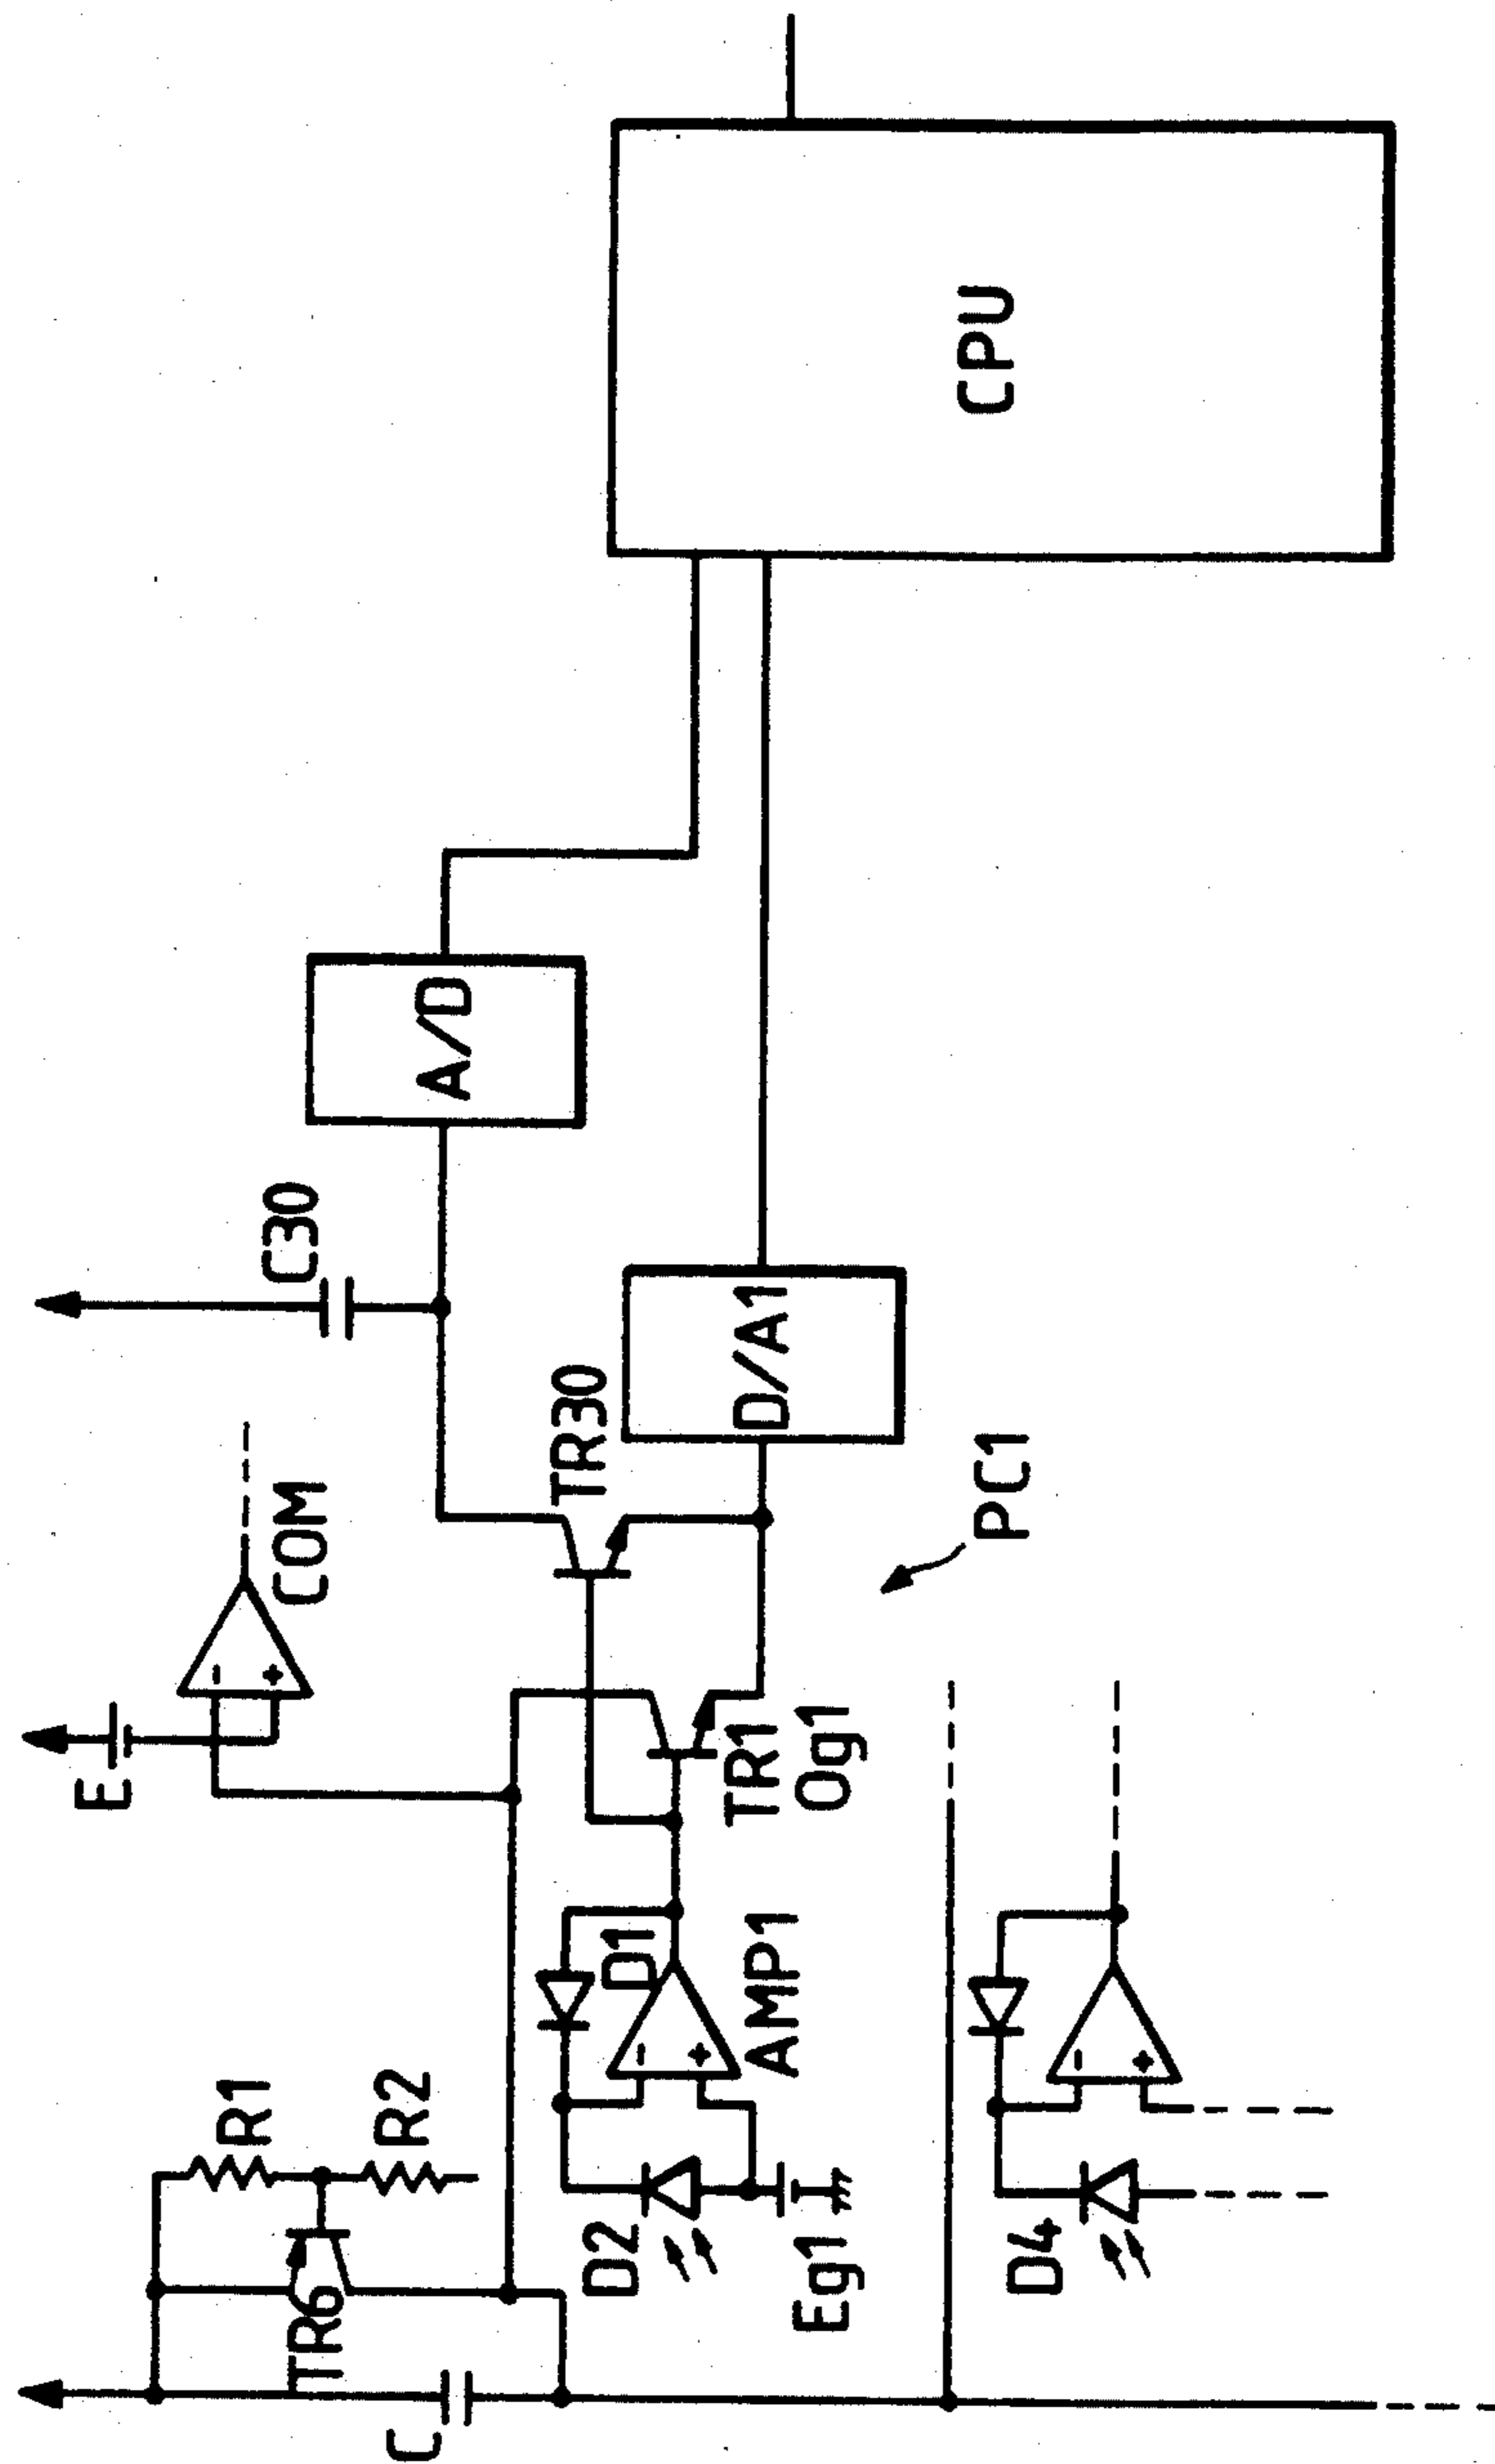 C
TR6
R1
R2
E
COM
C30
A/D
TR30
D/A1
CPU
D2
D1
AMP1
TR1
Og1
Eg1
PC1
D4